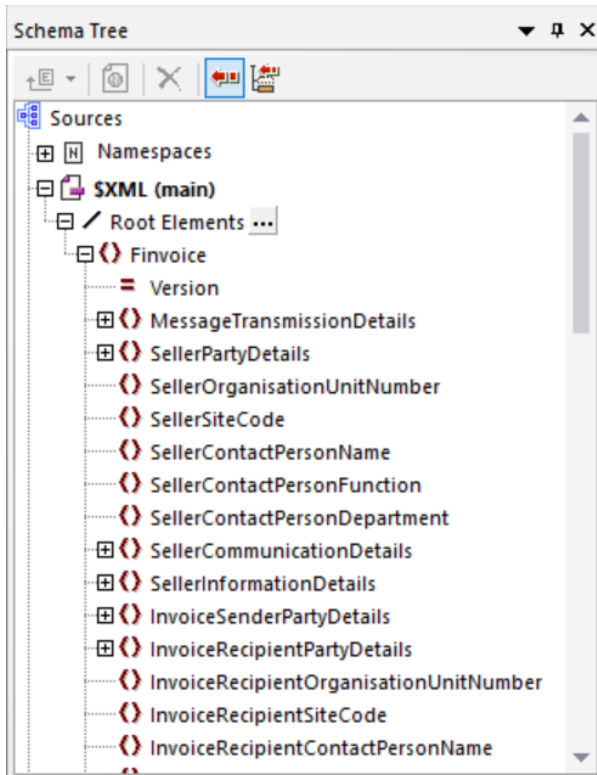 Schema Tree
Sources
Namespaces
$XML (main)
Root Elements ...
Finvoice
Version
MessageTransmissionDetails
SellerPartyDetails
SellerOrganisationUnitNumber
SellerSiteCode
SellerContactPersonName
SellerContactPersonFunction
SellerContactPersonDepartment
SellerCommunicationDetails
SellerInformationDetails
InvoiceSenderPartyDetails
InvoiceRecipientPartyDetails
InvoiceRecipientOrganisationUnitNumber
InvoiceRecipientSiteCode
InvoiceRecipientContactPersonName